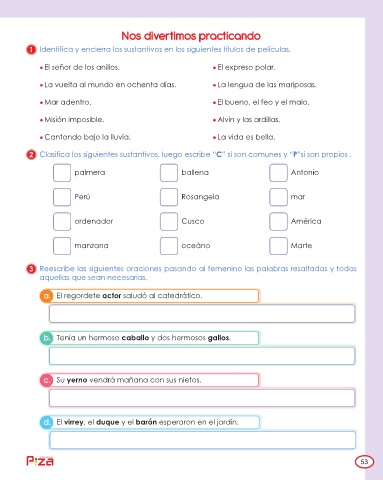 Nos divertimos practicando
1 Identifica y encierra los sustantivos en los siguientes títulos de películas.
• El señor de los anillos.
• El expreso polar.
• La vuelta al mundo en ochenta días.
• La lengua de las mariposas.
• Mar adentro.
• El bueno, el feo y el malo.
• Misión imposible.
• Alvin y las ardillas.
• Cantando bajo la lluvia.
• La vida es bella.
2 Clasifica los siguientes sustantivos, luego escribe "C" si son comunes y "P"si son propios .
palmera
ballena
Antonio
Perú
Rosangela
mar
ordenador
Cusco
América
manzana
oceáno
Marte
3 Reescribe las siguientes oraciones pasando al femenino las palabras resaltadas y todas
aquellas que sean necesarias.
a. El regordete actor saludó al catedrático.
b. Tenía un hermoso caballo y dos hermosos gallos.
c. Su yerno vendrá mañana con sus nietos.
d. El virrey, el duque y el barón esperaron en el jardín.
53